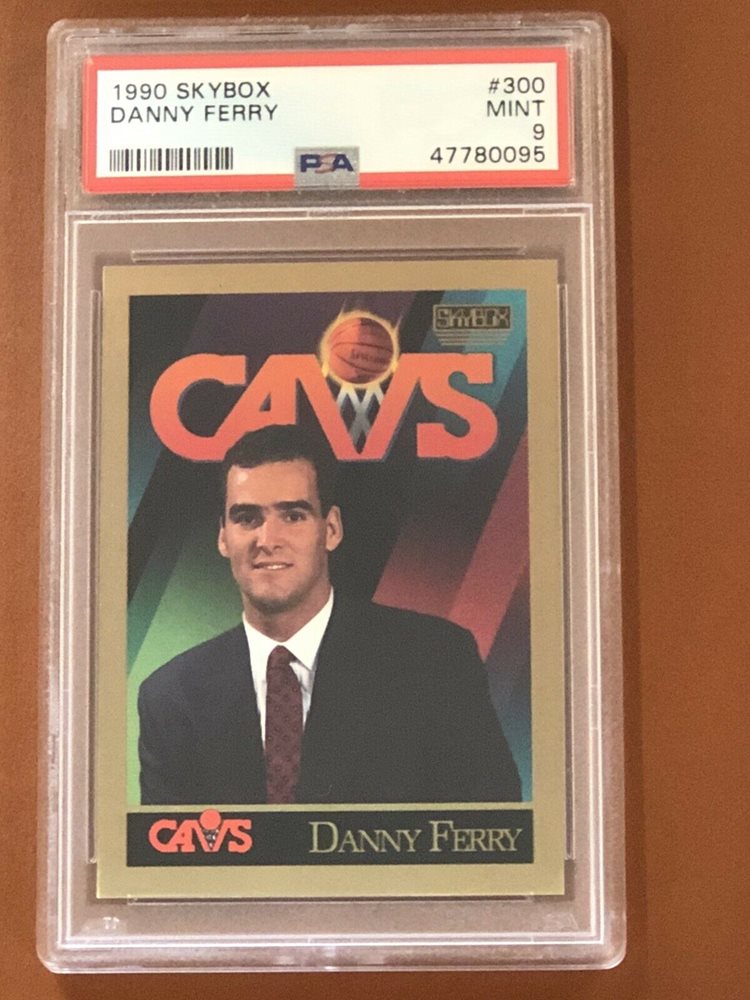 1990 SKYBOX #300
DANNY FERRY MINT
9
PSA 47780095
SKYBOX
CAVS
CAVS DANNY FERRY